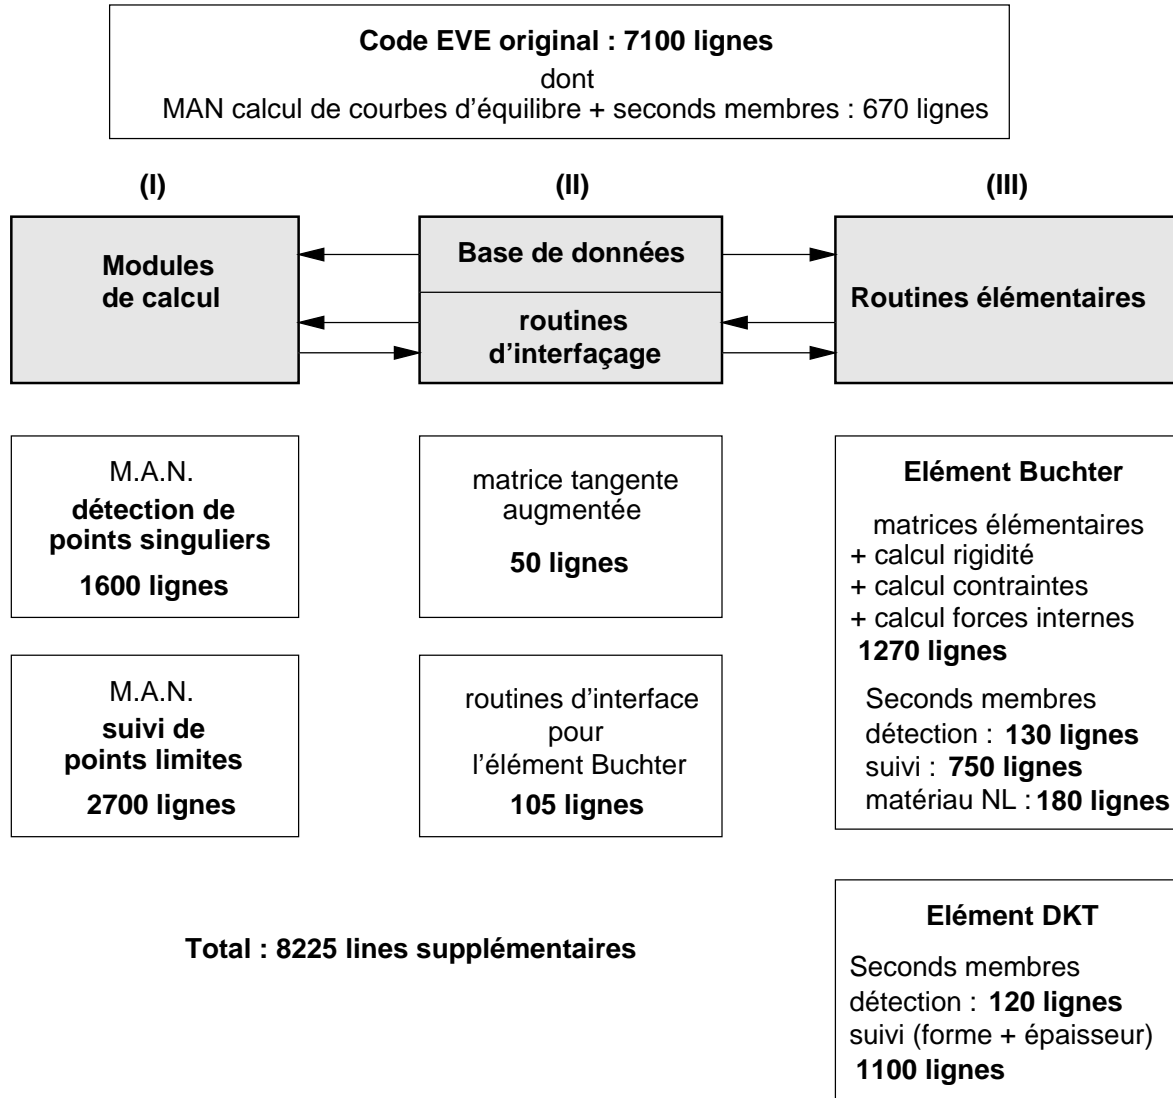 Code EVE original : 7100 lignes
dont
MAN calcul de courbes d'équilibre + seconds membres : 670 lignes
(I)
(II)
(III)
Modules
de calcul
Base de données
routines
d'interfaçage
Routines élémentaires
M.A.N.
détection de
points singuliers
1600 lignes
matrice tangente
augmentée
50 lignes
Elément Buchter
matrices élémentaires
+ calcul rigidité
+ calcul contraintes
+ calcul forces internes
1270 lignes
Seconds membres
détection : 130 lignes
suivi : 750 lignes
matériau NL : 180 lignes
M.A.N.
suivi de
points limites
2700 lignes
routines d'interface
pour
l'élément Buchter
105 lignes
Total : 8225 lines supplémentaires
Elément DKT
Seconds membres
détection : 120 lignes
suivi (forme + épaisseur)
1100 lignes